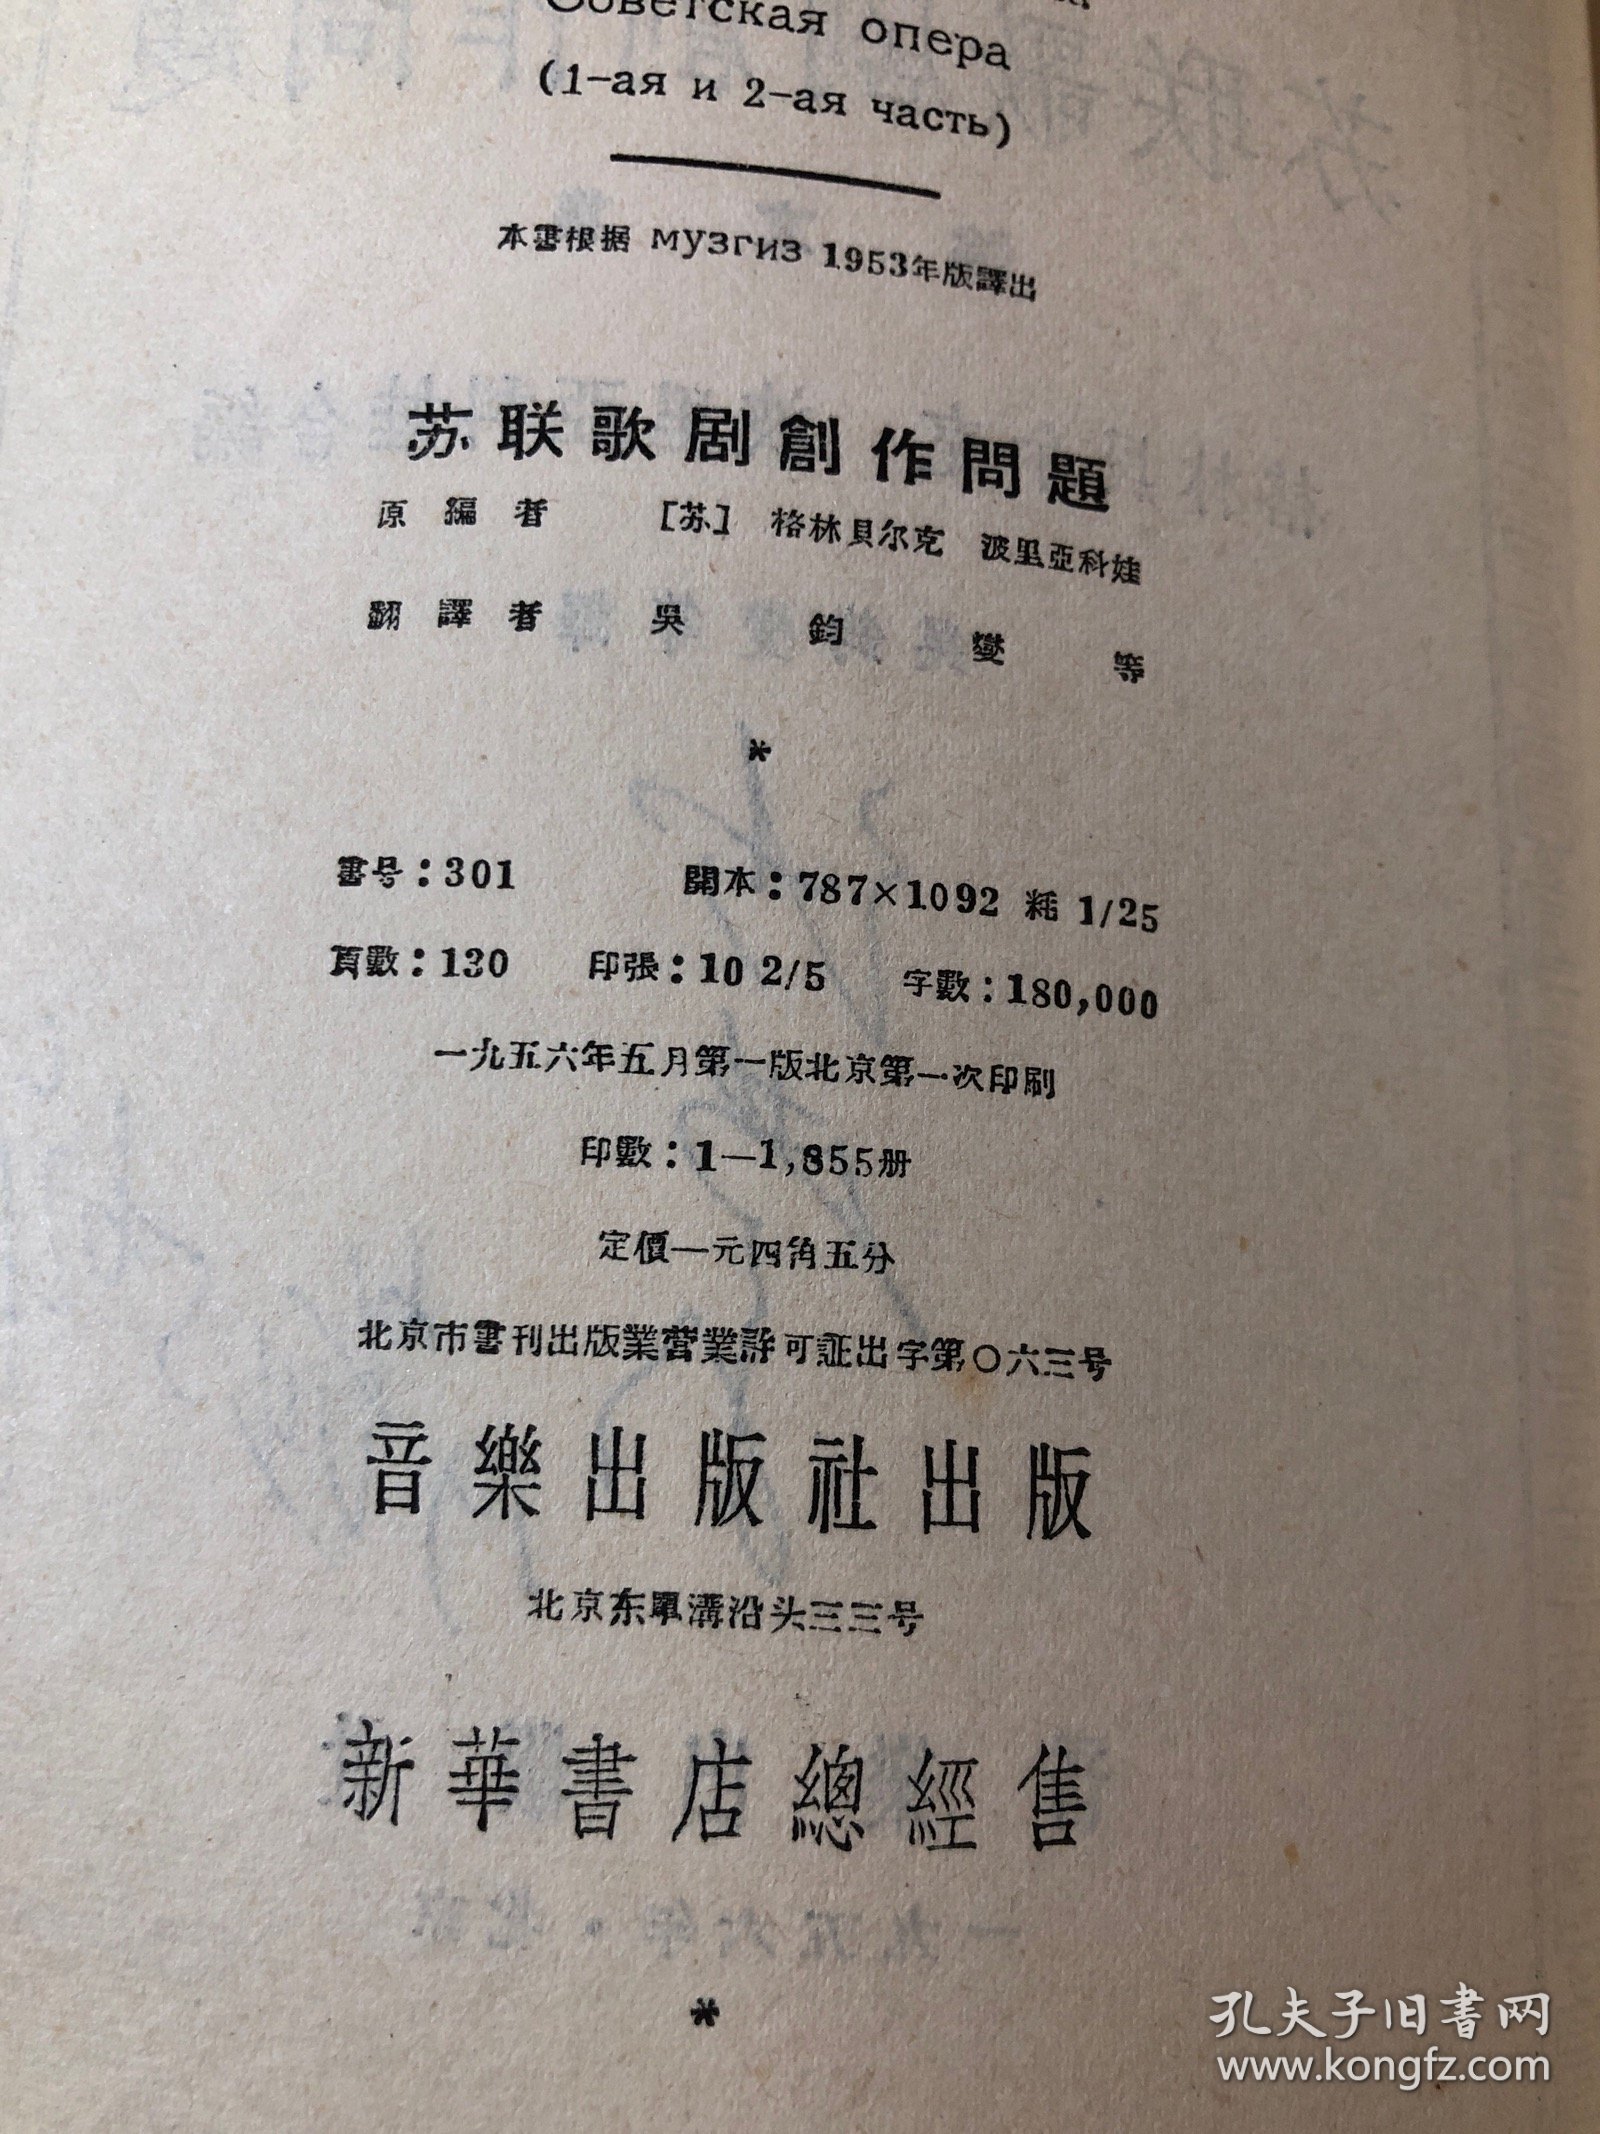 Советская опера
(1-ая и 2-ая часть)
本書根据 Музгиз 1953年版譯出
苏联歌剧創作問題
原編者 [苏] 格林貝尔克 波里亞科娃
翻譯者 吳鈞燮等
*
書号：301 開本：787×1092 粍 1/25
頁數：130 印張：10 2/5 字數：180,000
一九五六年五月第一版北京第一次印刷
印數：1—1,855册
定價一元四角五分
北京市書刊出版業营業許可証出字第〇六三号
音樂出版社出版
北京东單溝沿头三三号
新華書店總經售
*
孔夫子旧書网
www.kongfz.com